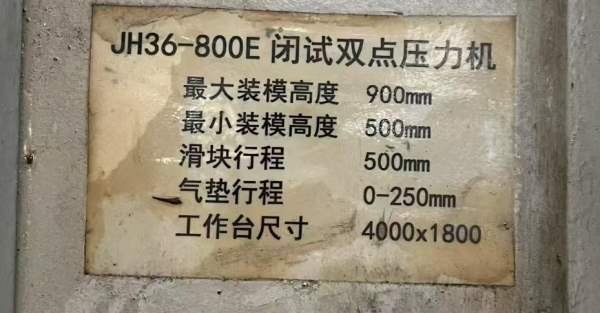 JH36-800E 闭试双点压力机
最大装模高度 900mm
最小装模高度 500mm
滑块行程 500mm
气垫行程 0-250mm
工作台尺寸 4000x1800